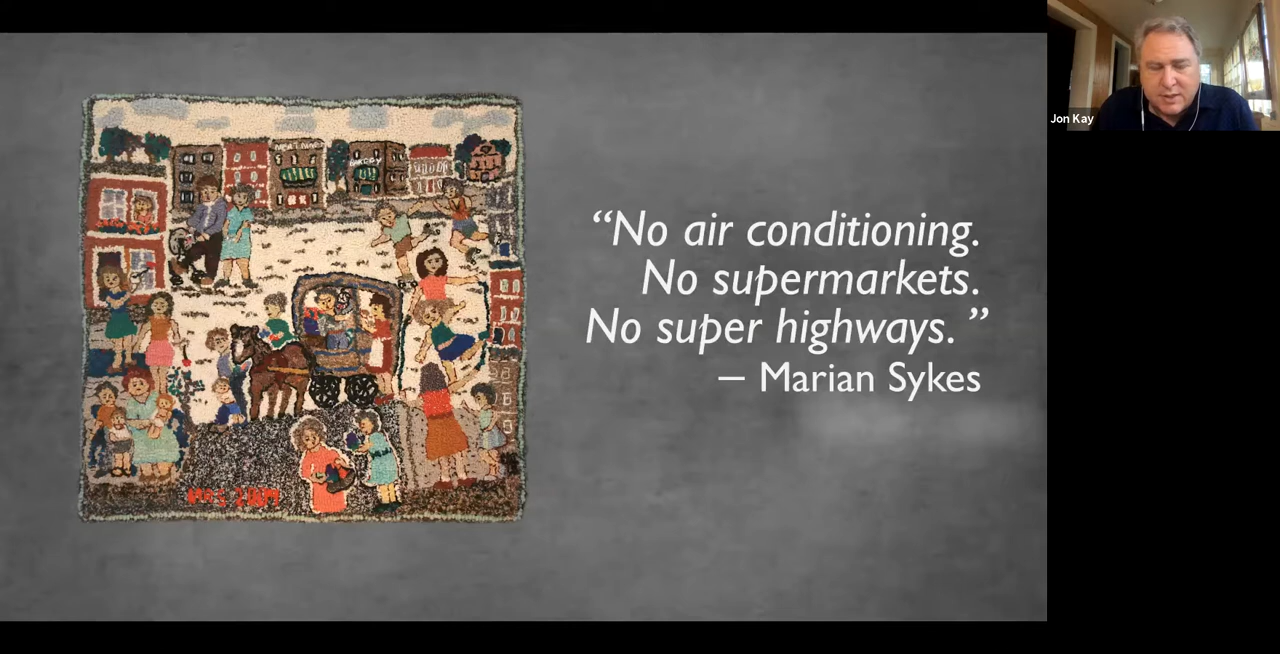 “No air conditioning.
No supermarkets.
No super highways. ”
– Marian Sykes
Jon Kay